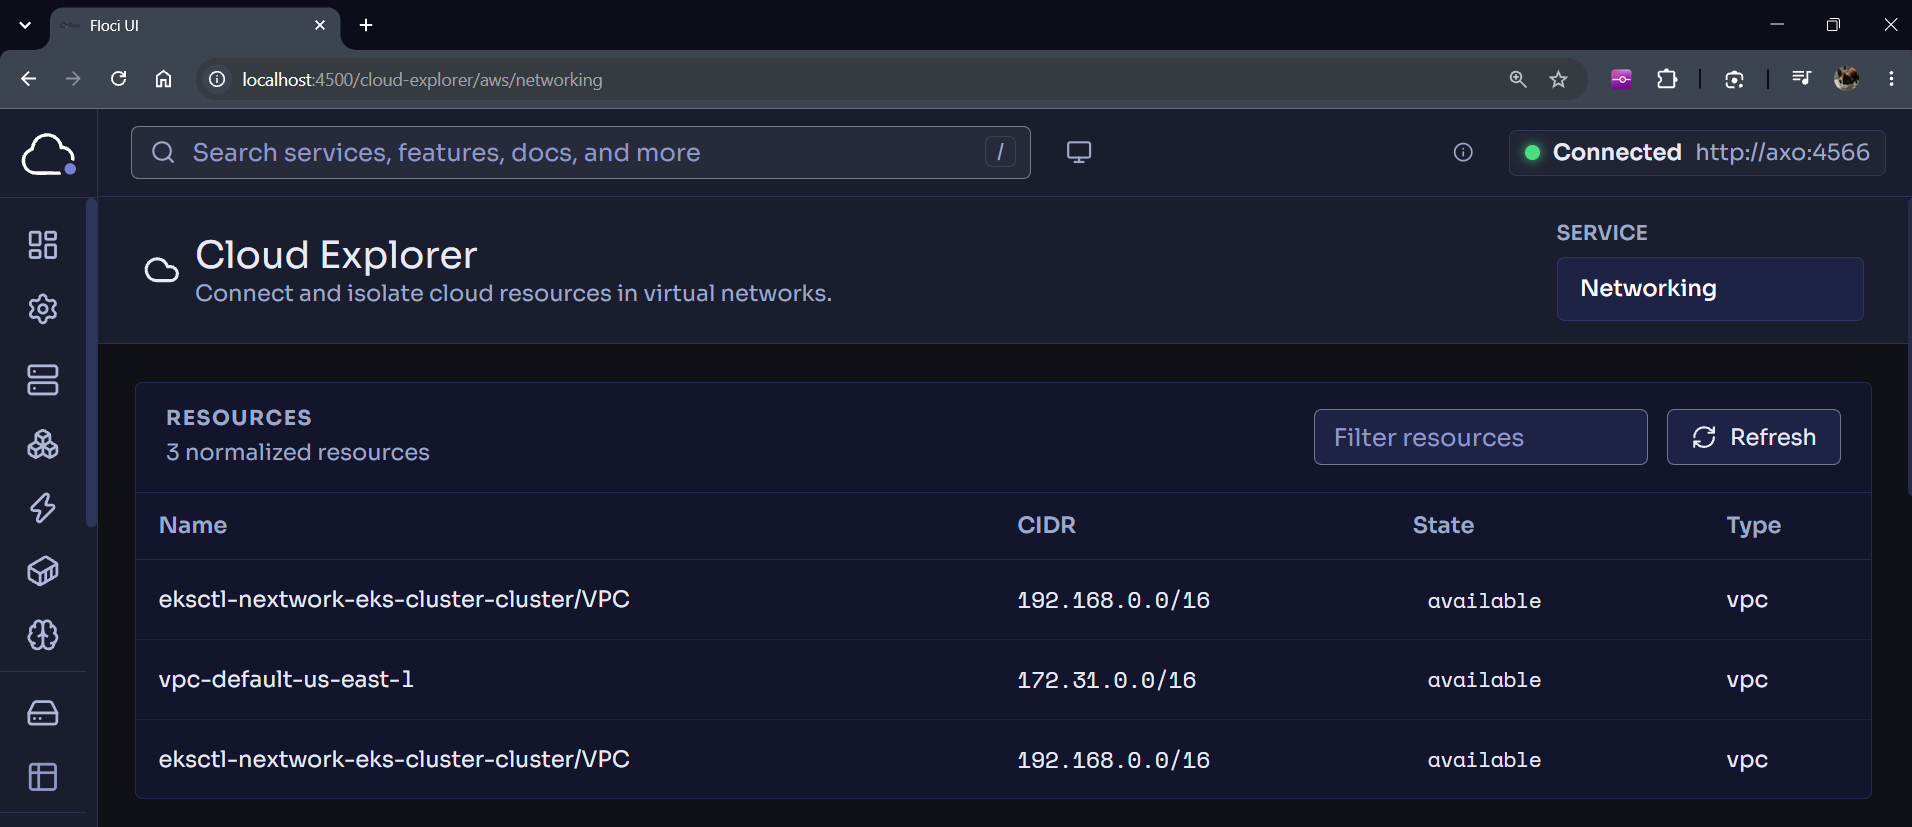 Floci UI
localhost:4500/cloud-explorer/aws/networking
Search services, features, docs, and more /
Connected http://axo:4566
Cloud Explorer
Connect and isolate cloud resources in virtual networks.
SERVICE
Networking
RESOURCES
3 normalized resources
Filter resources
Refresh
Name CIDR State Type
eksctl-nextwork-eks-cluster-cluster/VPC 192.168.0.0/16 available vpc
vpc-default-us-east-1 172.31.0.0/16 available vpc
eksctl-nextwork-eks-cluster-cluster/VPC 192.168.0.0/16 available vpc